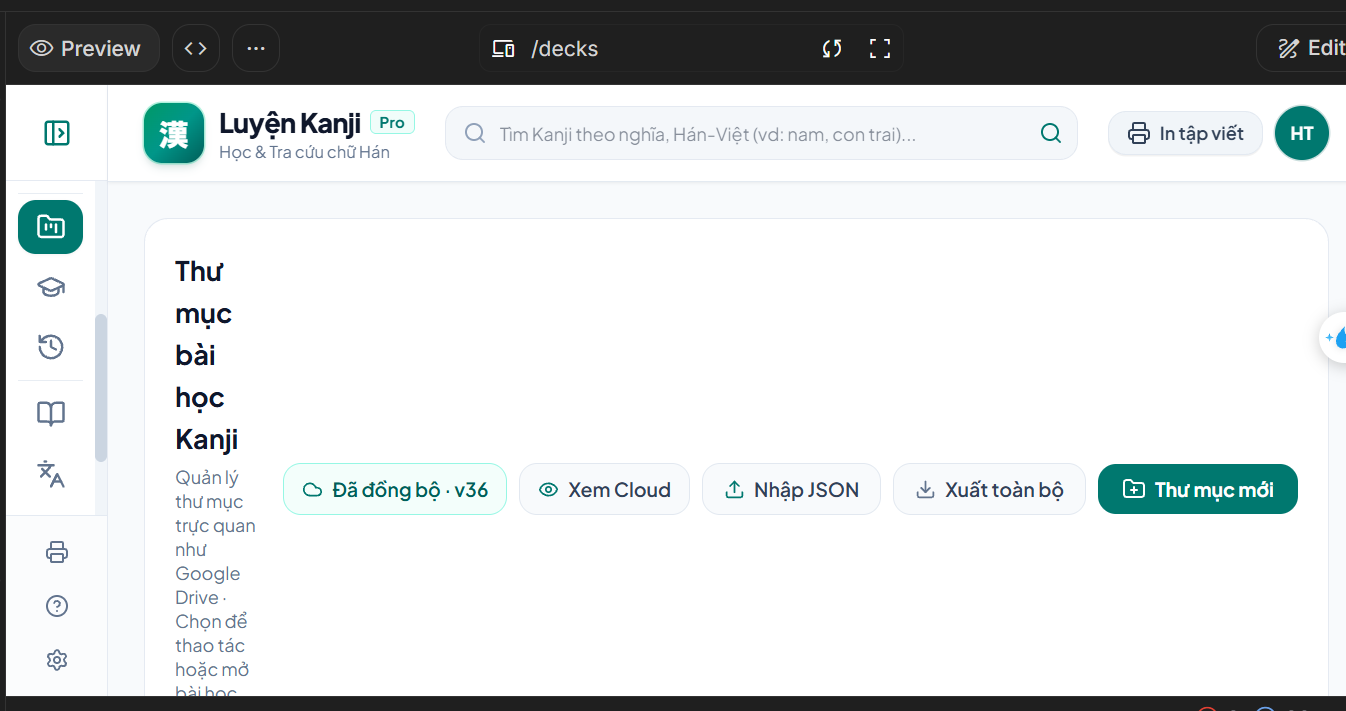 Preview
/decks
Edit
漢
Luyện Kanji Pro
Học & Tra cứu chữ Hán
Tìm Kanji theo nghĩa, Hán-Việt (vd: nam, con trai)...
In tập viết
HT
Thư
mục
bài
học
Kanji
Quản lý
thư mục
trực quan
như
Google
Drive ·
Chọn để
thao tác
hoặc mở
bài học
Đã đồng bộ · v36
Xem Cloud
Nhập JSON
Xuất toàn bộ
Thư mục mới